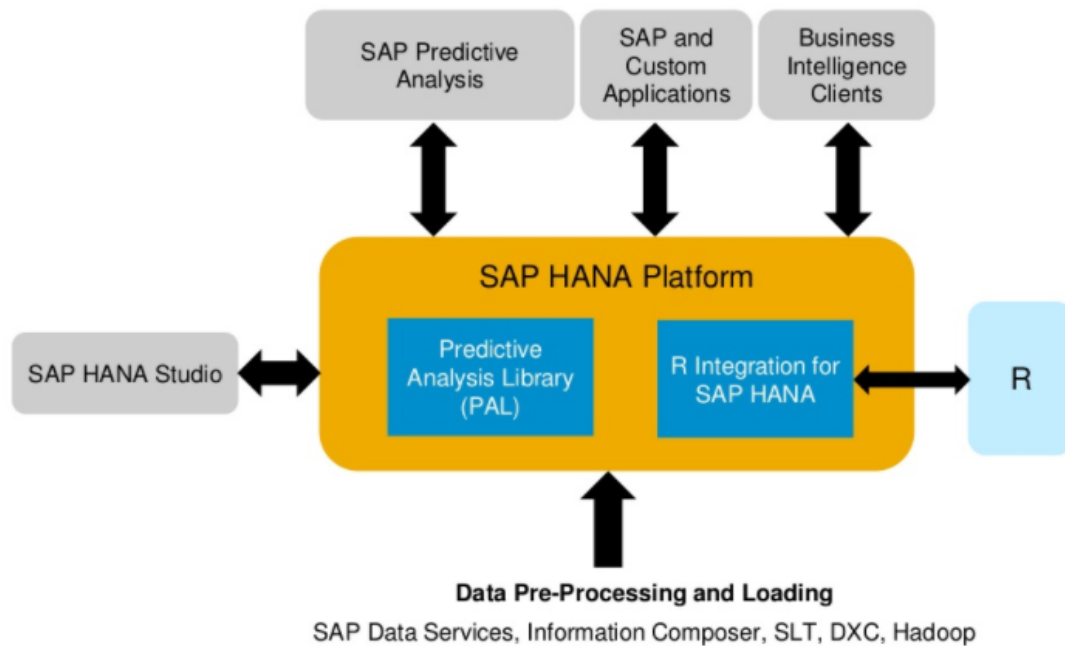 SAP Predictive
Analysis
SAP and
Custom
Applications
Business
Intelligence
Clients
SAP HANA Platform
SAP HANA Studio
Predictive
Analysis Library
(PAL)
R Integration for
SAP HANA
R
Data Pre-Processing and Loading
SAP Data Services, Information Composer, SLT, DXC, Hadoop